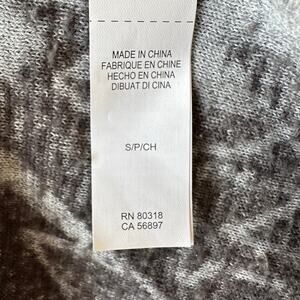 MADE IN CHINA
FABRIQUE EN CHINE
HECHO EN CHINA
DIBUAT DI CINA
S/P/CH
RN 80318
CA 56897